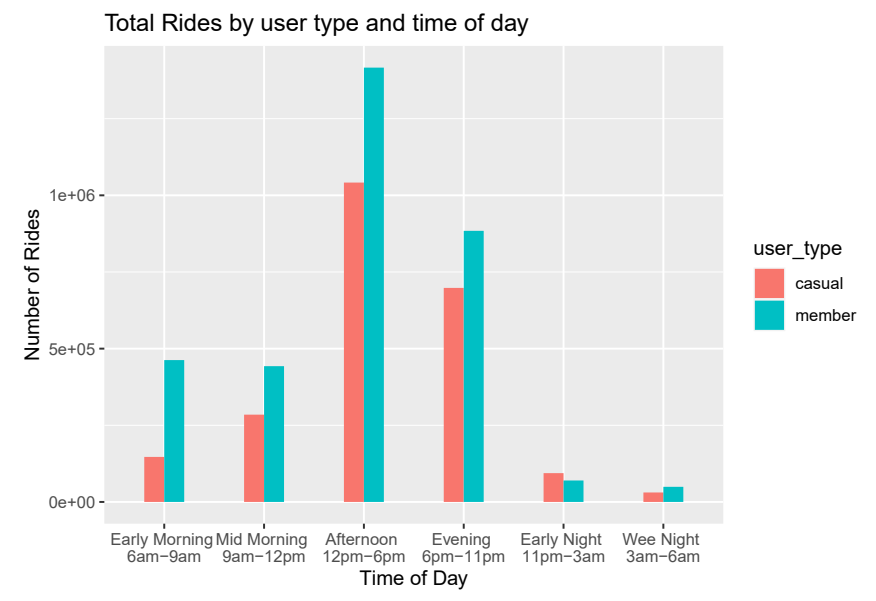 Total Rides by user type and time of day
Number of Rides
1e+06
5e+05
0e+00
Early Morning
6am−9am
Mid Morning
9am−12pm
Afternoon
12pm−6pm
Evening
6pm−11pm
Early Night
11pm−3am
Wee Night
3am−6am
Time of Day
user_type
casual
member